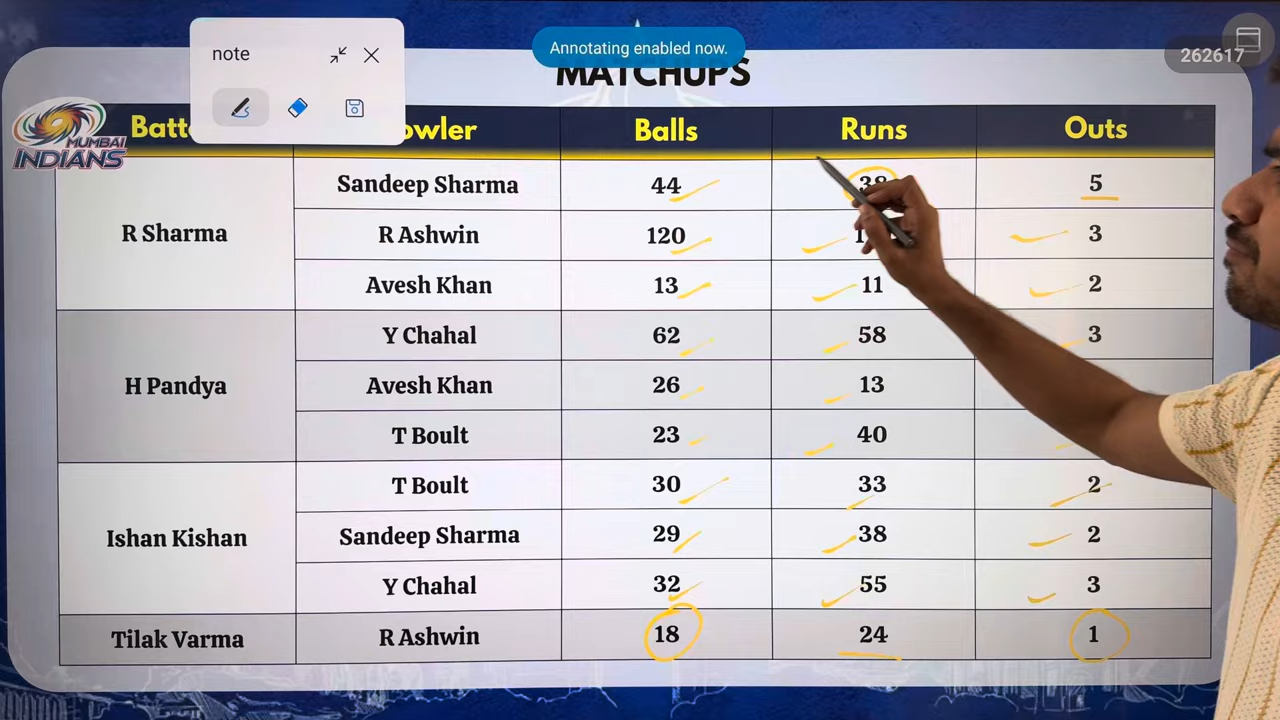 note
Annotating enabled now.
262617
MATCHUPS
MUMBAI
INDIANS
Balls Runs Outs
R Sharma
Sandeep Sharma 44 5
R Ashwin 120 3
Avesh Khan 13 11 2
H Pandya
Y Chahal 62 58 3
Avesh Khan 26 13
T Boult 23 40
Ishan Kishan
T Boult 30 33 2
Sandeep Sharma 29 38 2
Y Chahal 32 55 3
Tilak Varma R Ashwin 18 24 1